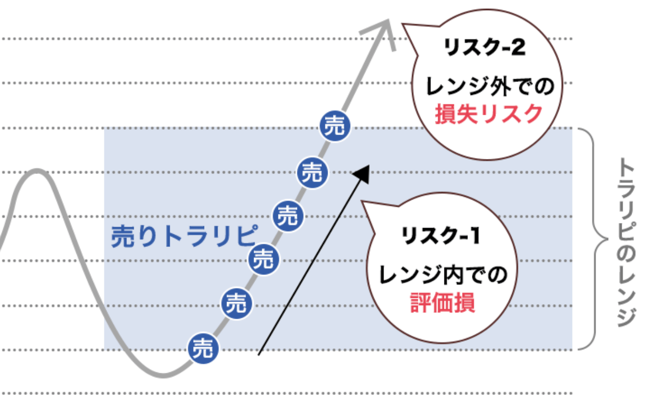 リスク-2
レンジ外での
損失リスク
売
売
売
売りトラリピ
売
売
売
リスク-1
レンジ内での
評価損
トラリピのレンジ